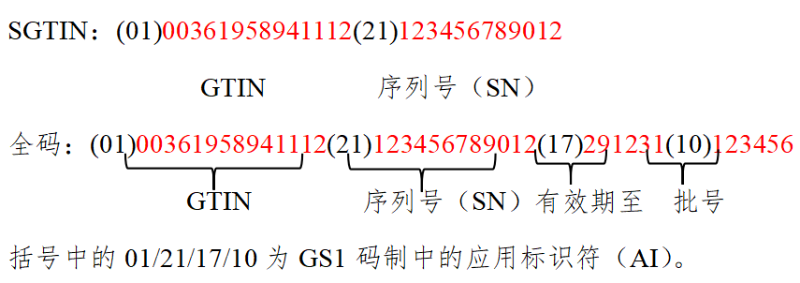 SGTIN：(01)00361958941112(21)123456789012
GTIN 序列号（SN）
全码：(01)00361958941112(21)123456789012(17)291231(10)123456
GTIN 序列号（SN）有效期至 批号
括号中的 01/21/17/10 为 GS1 码制中的应用标识符（AI）。